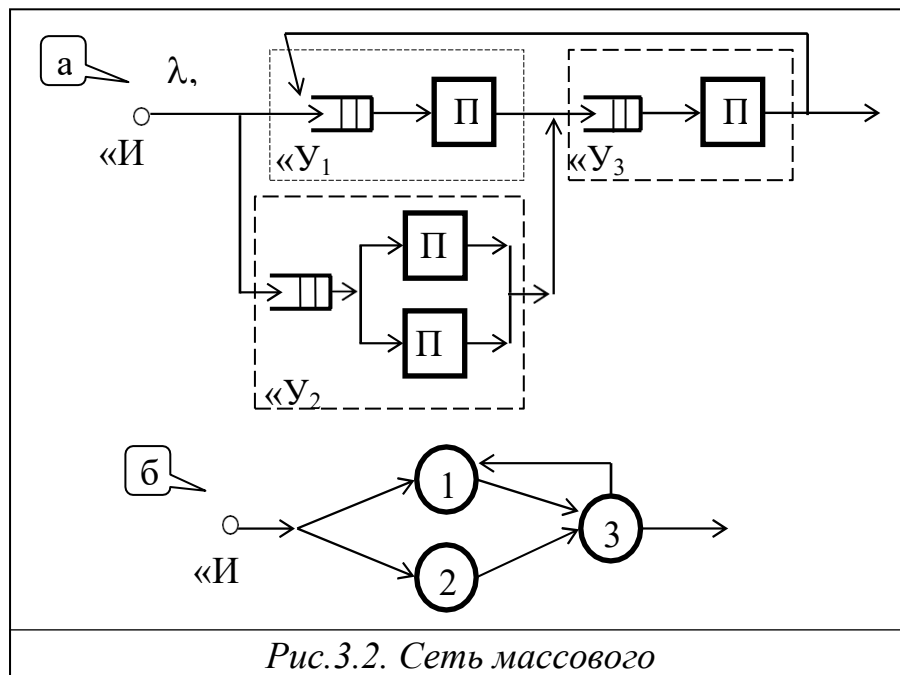 а
λ,
«И
П
П
«У1
«У3
П
П
«У2
б
1
2
3
«И
Рис.3.2. Сеть массового